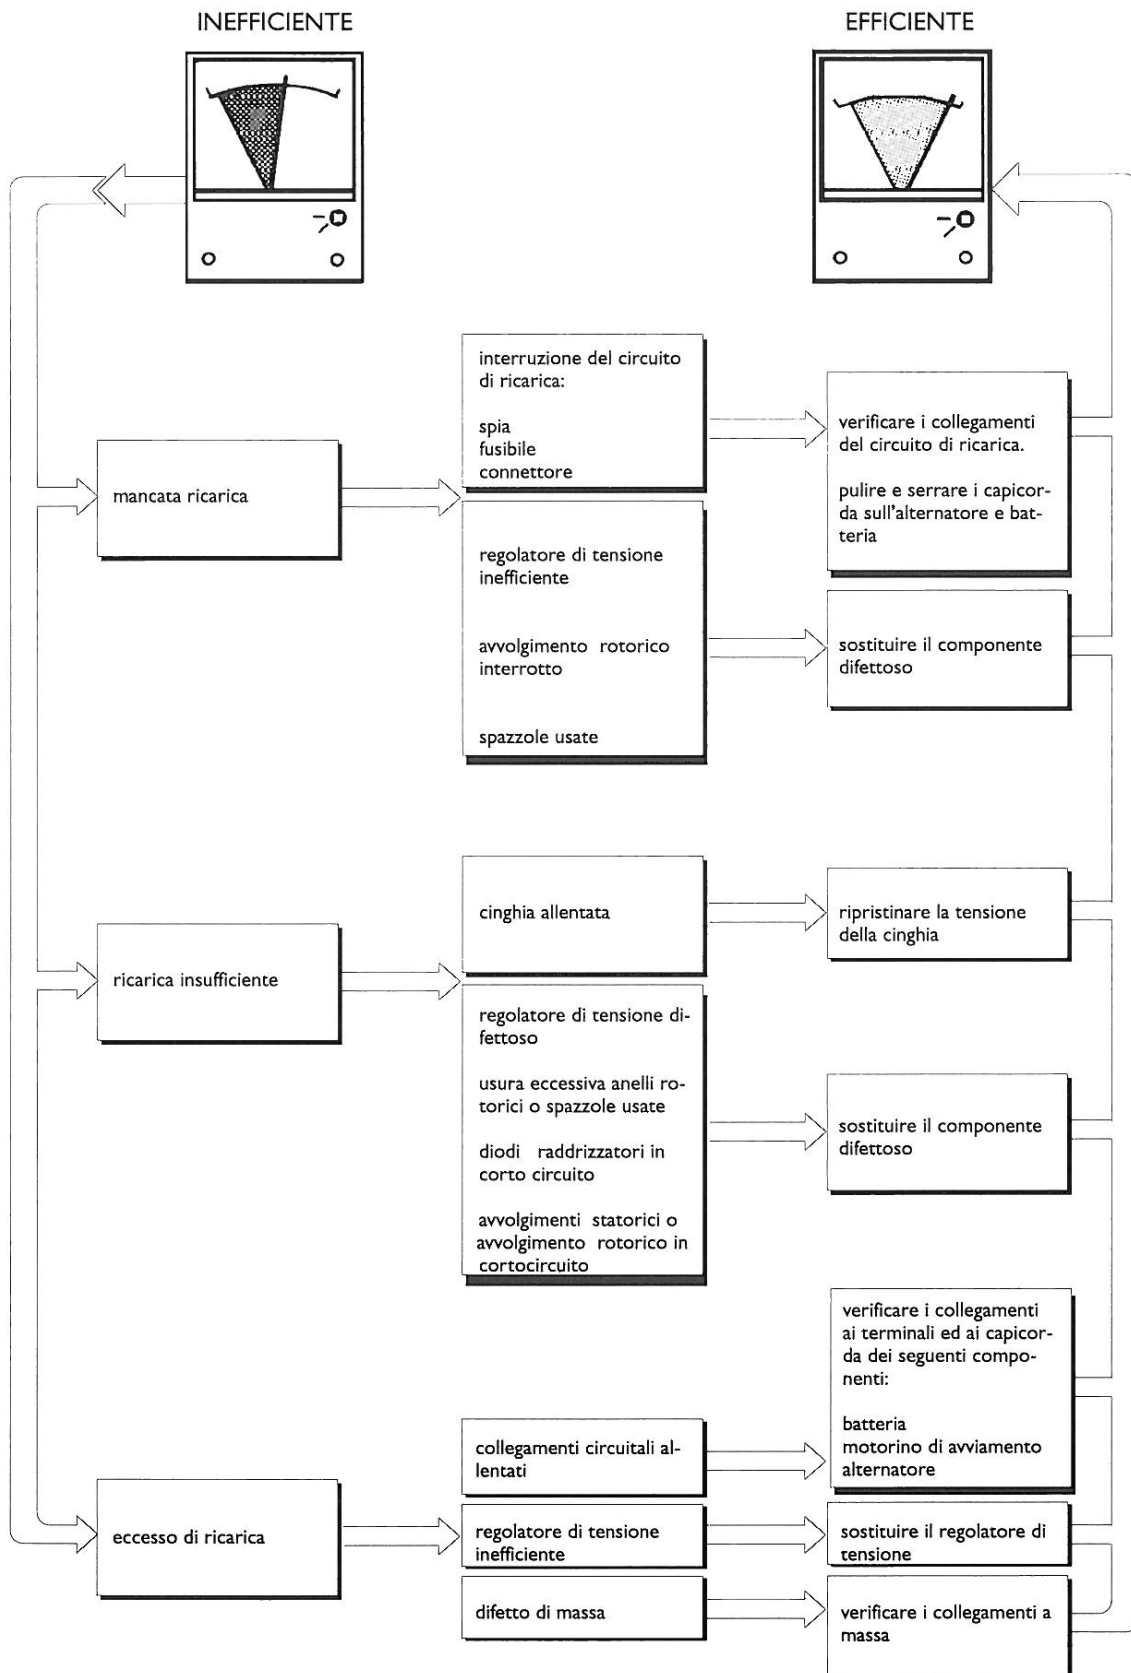 INEFFICIENTE
EFFICIENTE
mancata ricarica
interruzione del circuito
di ricarica:
spia
fusibile
connettore
verificare i collegamenti
del circuito di ricarica.
pulire e serrare i capicor-
da sull'alternatore e bat-
teria
regolatore di tensione
inefficiente
avvolgimento rotorico
interrotto
spazzole usate
sostituire il componente
difettoso
ricarica insufficiente
cinghia allentata
ripristinare la tensione
della cinghia
regolatore di tensione di-
fettoso
usura eccessiva anelli ro-
torici o spazzole usate
diodi raddrizzatori in
corto circuito
avvolgimenti statorici o
avvolgimento rotorico in
cortocircuito
sostituire il componente
difettoso
eccesso di ricarica
collegamenti circuitali al-
lentati
verificare i collegamenti
ai terminali ed ai capicor-
da dei seguenti compo-
nenti:
batteria
motorino di avviamento
alternatore
regolatore di tensione
inefficiente
sostituire il regolatore di
tensione
difetto di massa
verificare i collegamenti a
massa